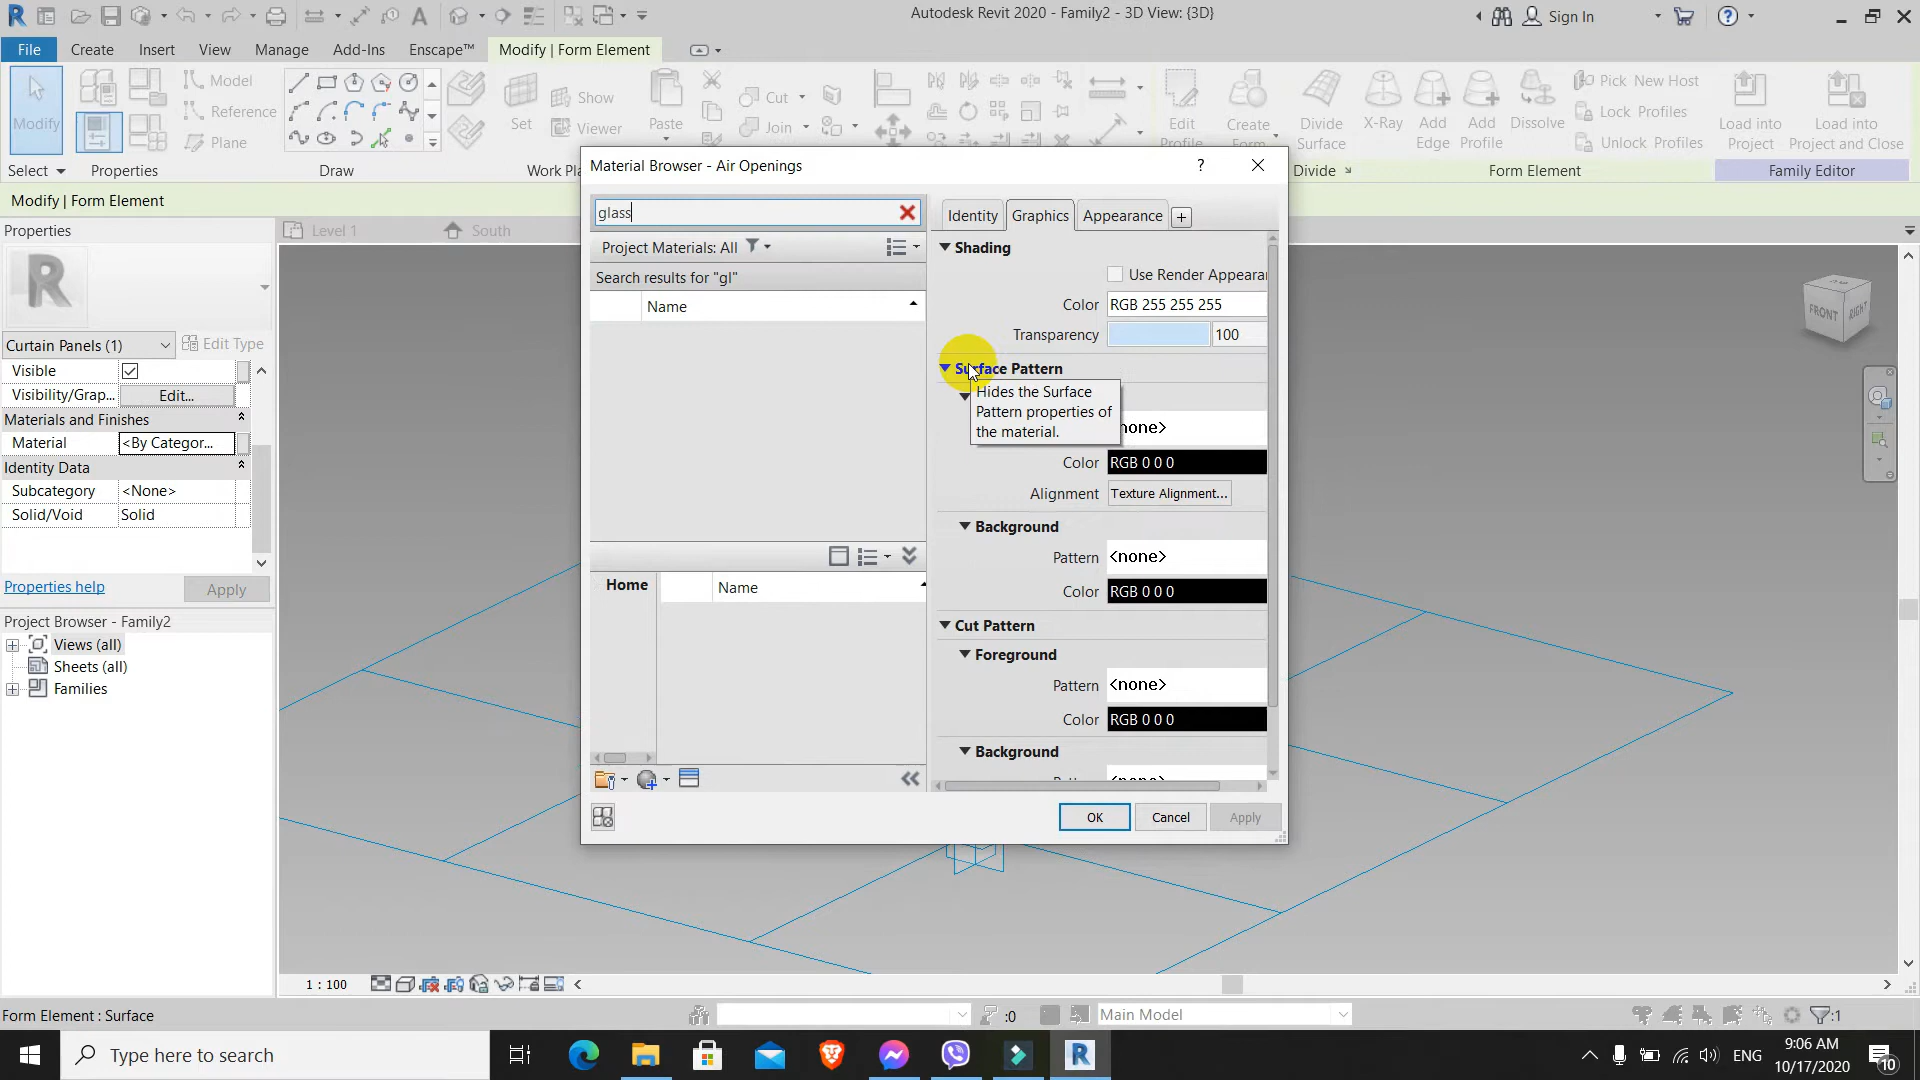 Autodesk Revit 2020 - Family2 - 3D View: {3D}
Sign In
File Create Insert View Manage Add-Ins Enscape™ Modify | Form Element
Modify
Model
Reference
Plane
Set
Show
Viewer
Paste
Cut
Join
Edit Profile
Create Form
Divide Surface
X-Ray
Add Edge
Add Profile
Dissolve
Pick New Host
Lock Profiles
Unlock Profiles
Load into Project
Load into Project and Close
Select
Properties
Draw
Work Pla
Divide
Form Element
Family Editor
Modify | Form Element
Properties
Level 1
South
Curtain Panels (1)
Edit Type
Visible
Visibility/Grap... Edit...
Materials and Finishes
Material <By Categor...
Identity Data
Subcategory <None>
Solid/Void Solid
Properties help
Apply
Project Browser - Family2
Views (all)
Sheets (all)
Families
Material Browser - Air Openings
?
glass
Project Materials: All
Search results for "gl"
Name
Home
Name
Identity Graphics Appearance
Shading
Use Render Appearan
Color RGB 255 255 255
Transparency 100
Surface Pattern
Hides the Surface
Pattern properties of
the material.
none>
Color RGB 0 0 0
Alignment Texture Alignment...
Background
Pattern <none>
Color RGB 0 0 0
Cut Pattern
Foreground
Pattern <none>
Color RGB 0 0 0
Background
OK Cancel Apply
FRONT RIGHT
1 : 100
Form Element : Surface
:0
Main Model
:1
Type here to search
ENG
9:06 AM
10/17/2020
10